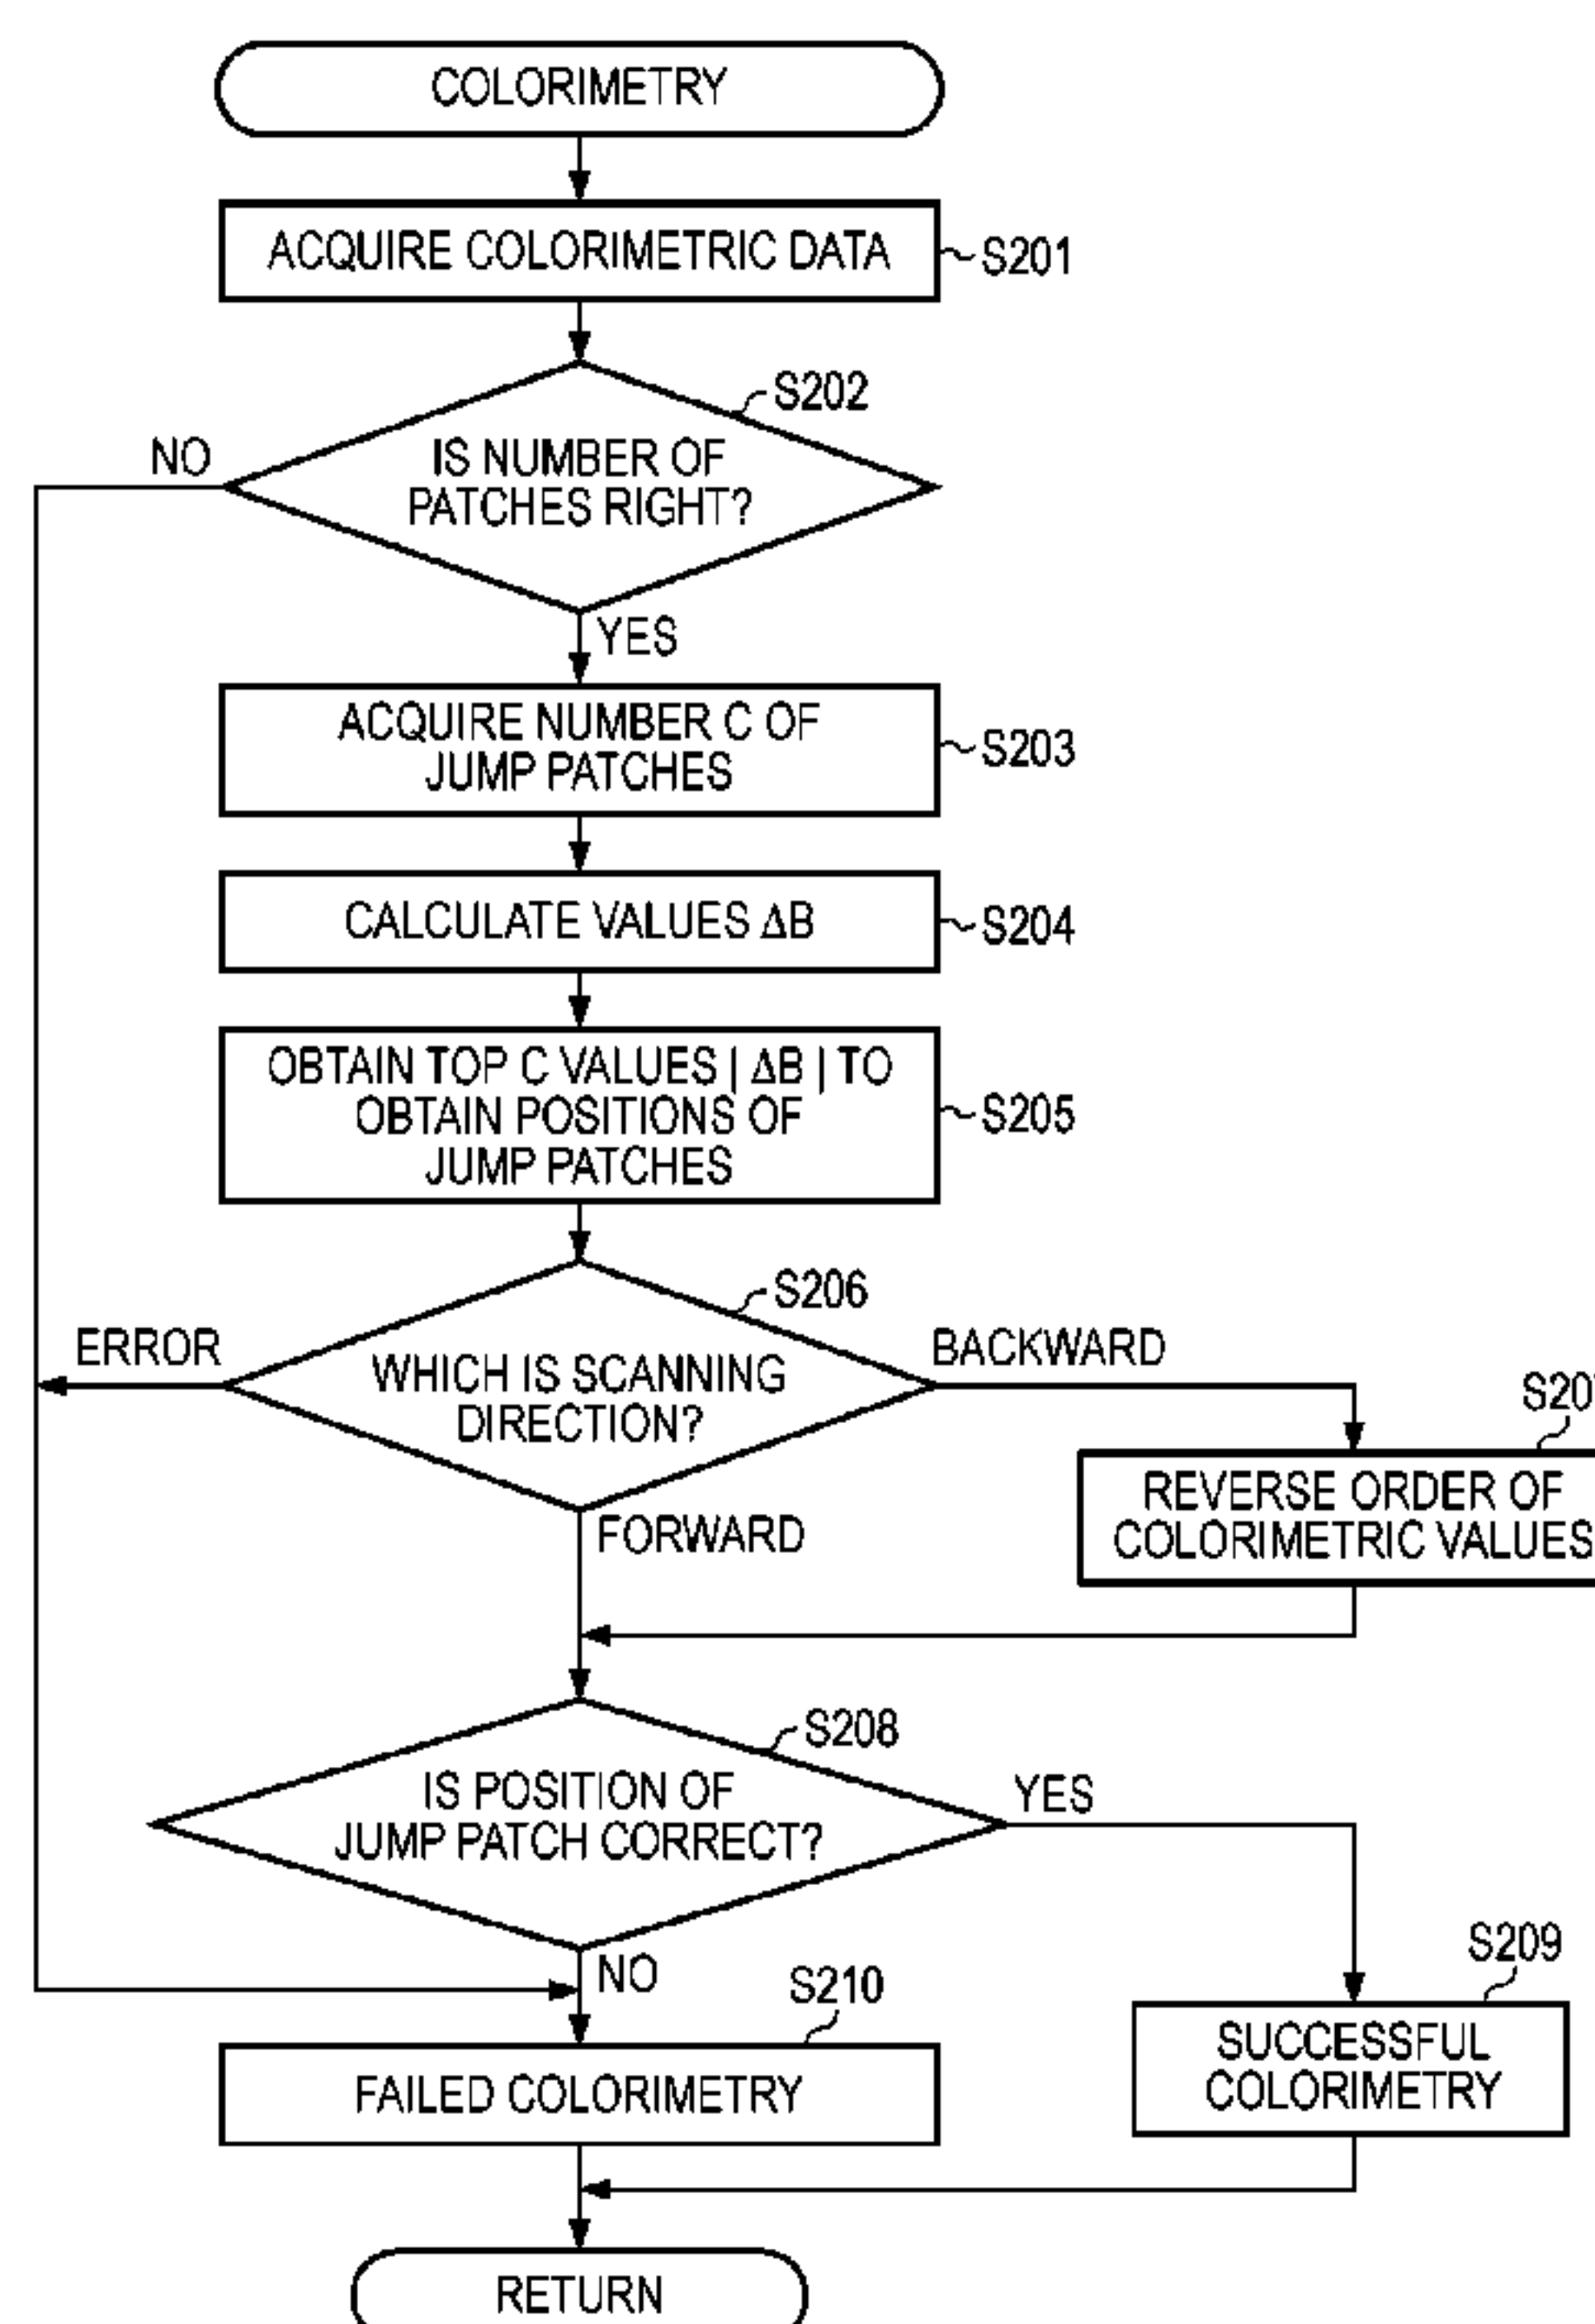 COLORIMETRY
ACQUIRE COLORIMETRIC DATA
S201
S202
NO
IS NUMBER OF
PATCHES RIGHT?
YES
ACQUIRE NUMBER C OF
JUMP PATCHES
S203
CALCULATE VALUES ΔB
S204
OBTAIN TOP C VALUES | ΔB | TO
OBTAIN POSITIONS OF
JUMP PATCHES
S205
S206
ERROR
WHICH IS SCANNING
DIRECTION?
BACKWARD
FORWARD
REVERSE ORDER OF
COLORIMETRIC VALUES
S208
IS POSITION OF
JUMP PATCH CORRECT?
YES
NO
S210
FAILED COLORIMETRY
S209
SUCCESSFUL
COLORIMETRY
RETURN